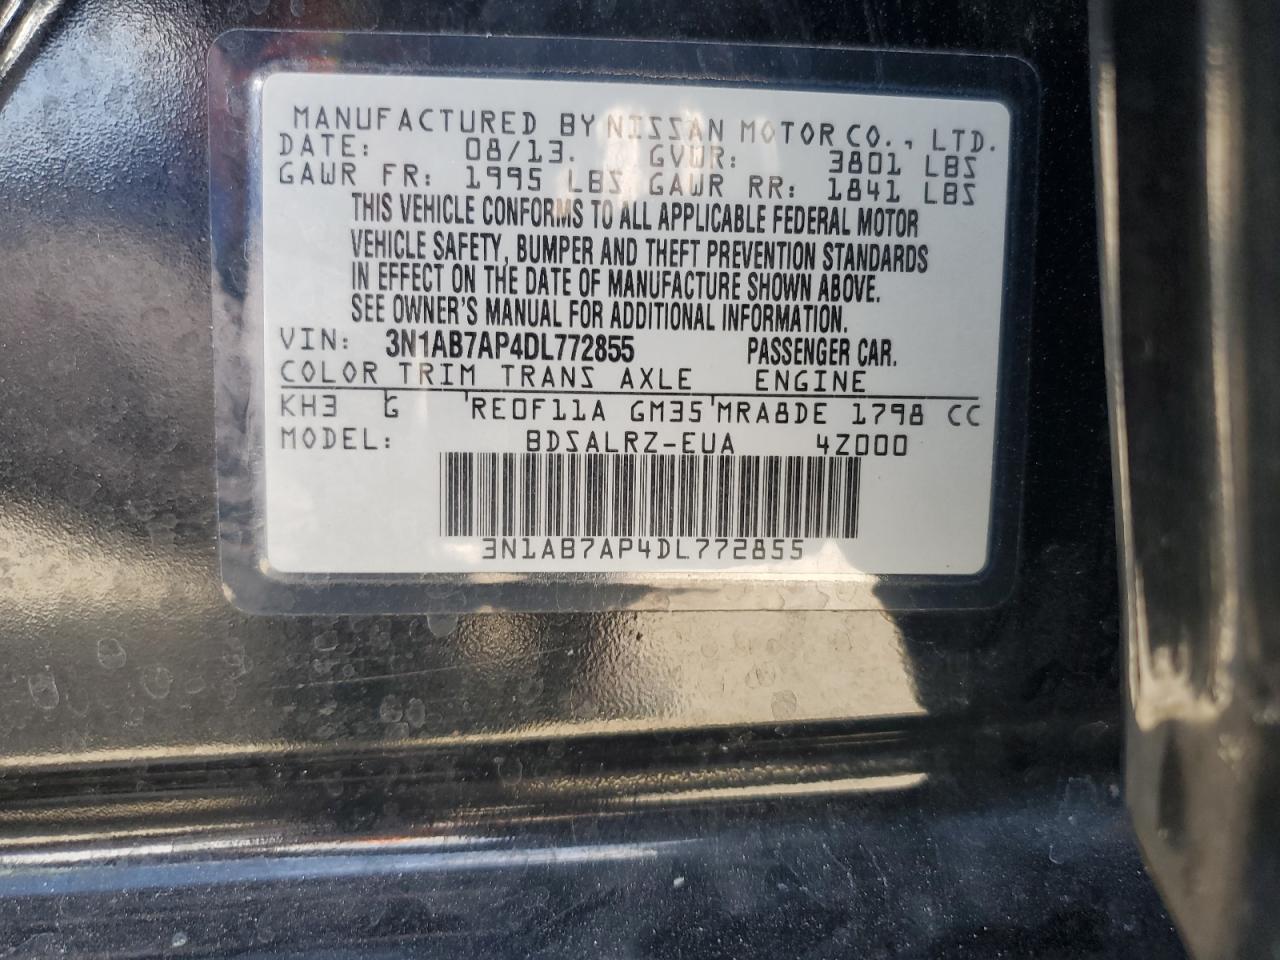 MANUFACTURED BY NISSAN MOTOR CO., LTD.
DATE: 08/13. GVWR: 3801 LBS
GAWR FR: 1995 LBS GAWR RR: 1841 LBS
THIS VEHICLE CONFORMS TO ALL APPLICABLE FEDERAL MOTOR
VEHICLE SAFETY, BUMPER AND THEFT PREVENTION STANDARDS
IN EFFECT ON THE DATE OF MANUFACTURE SHOWN ABOVE.
SEE OWNER'S MANUAL FOR ADDITIONAL INFORMATION.
VIN: 3N1AB7AP4DL772855 PASSENGER CAR.
COLOR TRIM TRANS AXLE ENGINE
KH3 G RE0F11A GM35 MRA8DE 1798 CC
MODEL: BDSALRZ-EUA 4Z000
3N1AB7AP4DL772855